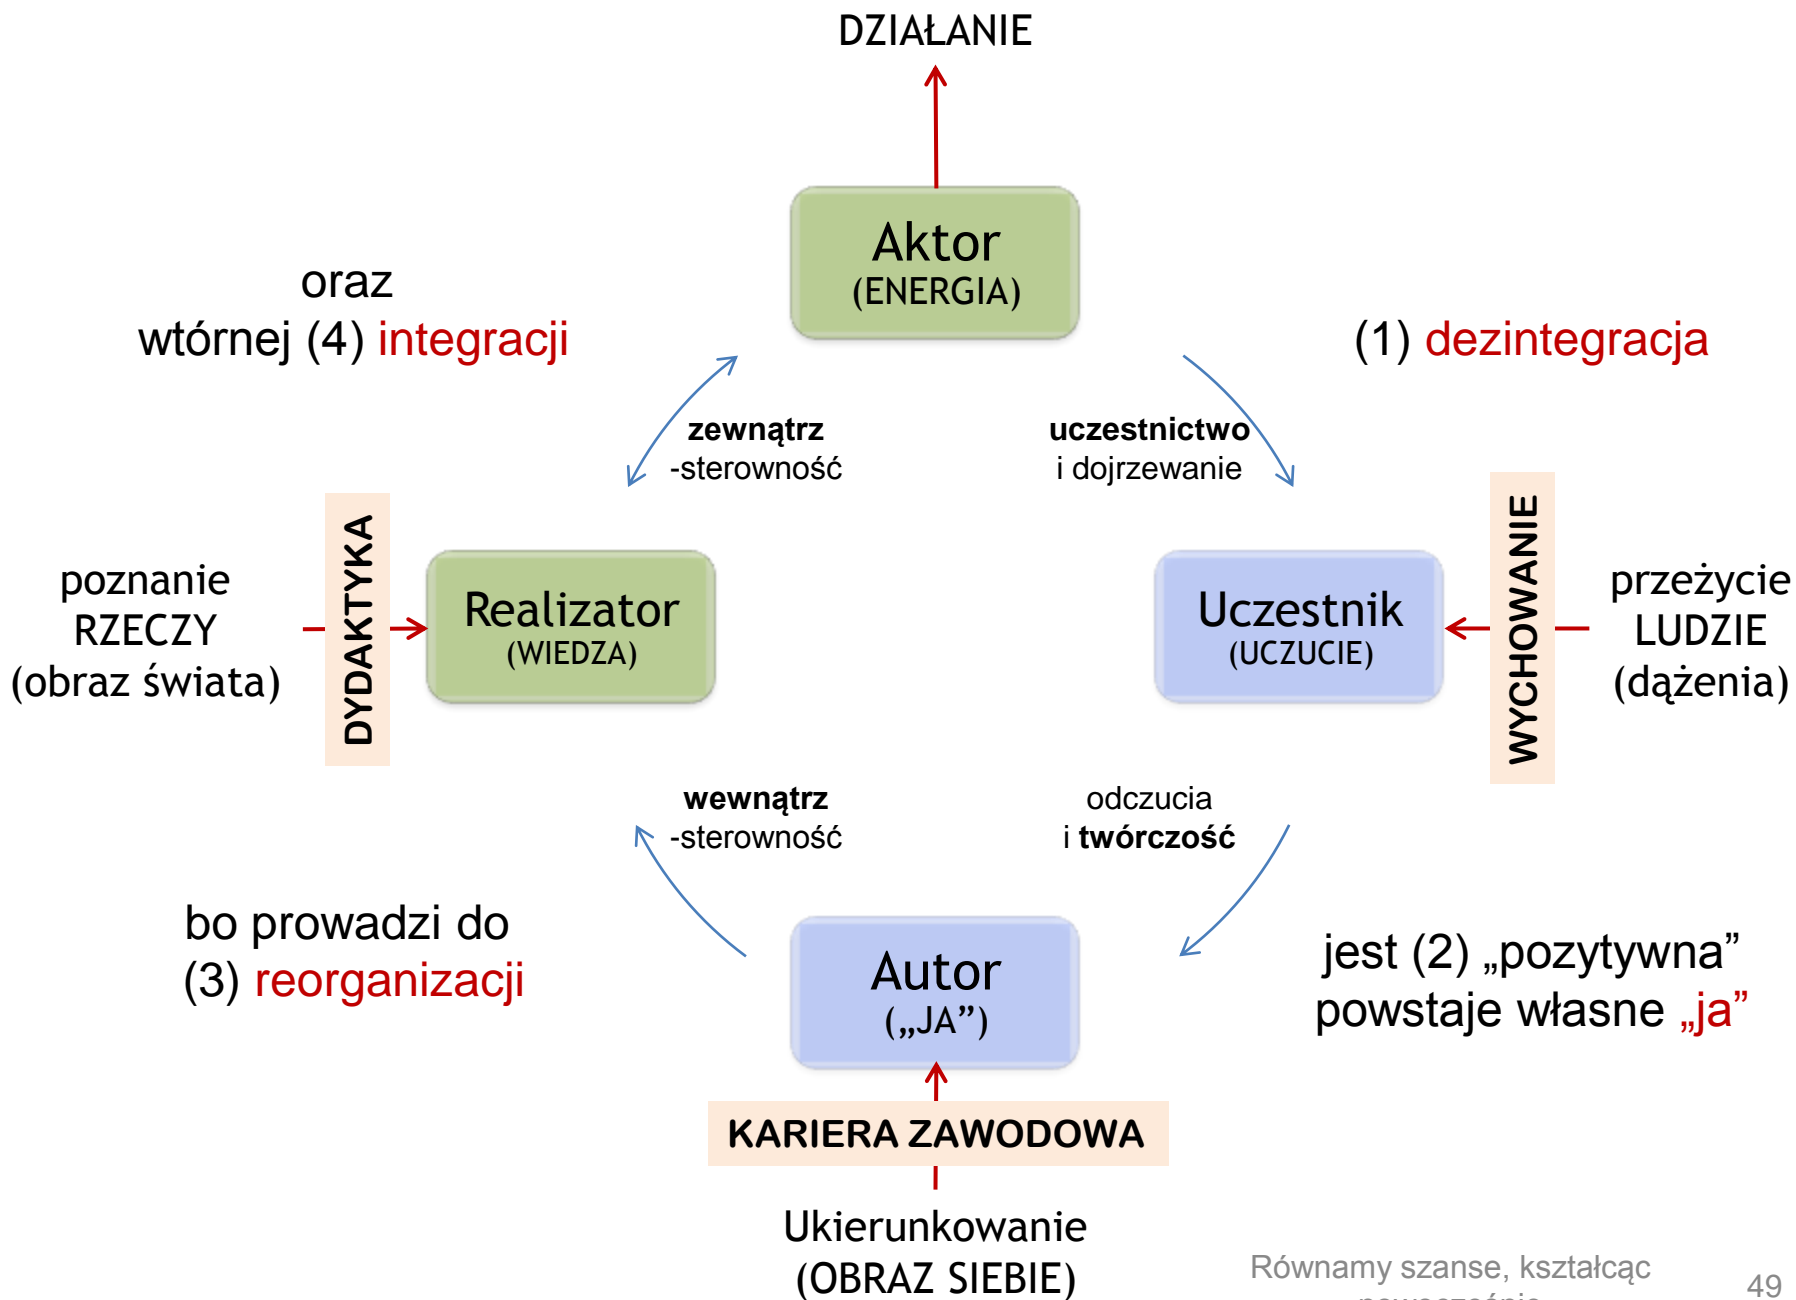 DZIAŁANIE
Aktor
(ENERGIA)
oraz
wtórnej (4) integracji
(1) dezintegracja
zewnątrz
-sterowność
uczestnictwo
i dojrzewanie
poznanie
RZECZY
(obraz świata)
DYDAKTYKA
Realizator
(WIEDZA)
Uczestnik
(UCZUCIE)
WYCHOWANIE
przeżycie
LUDZIE
(dążenia)
wewnątrz
-sterowność
odczucia
i twórczość
bo prowadzi do
(3) reorganizacji
Autor
(„JA”)
jest (2) „pozytywna”
powstaje własne „ja”
KARIERA ZAWODOWA
Ukierunkowanie
(OBRAZ SIEBIE)
Równamy szanse, kształcąc
nowocześnie
49